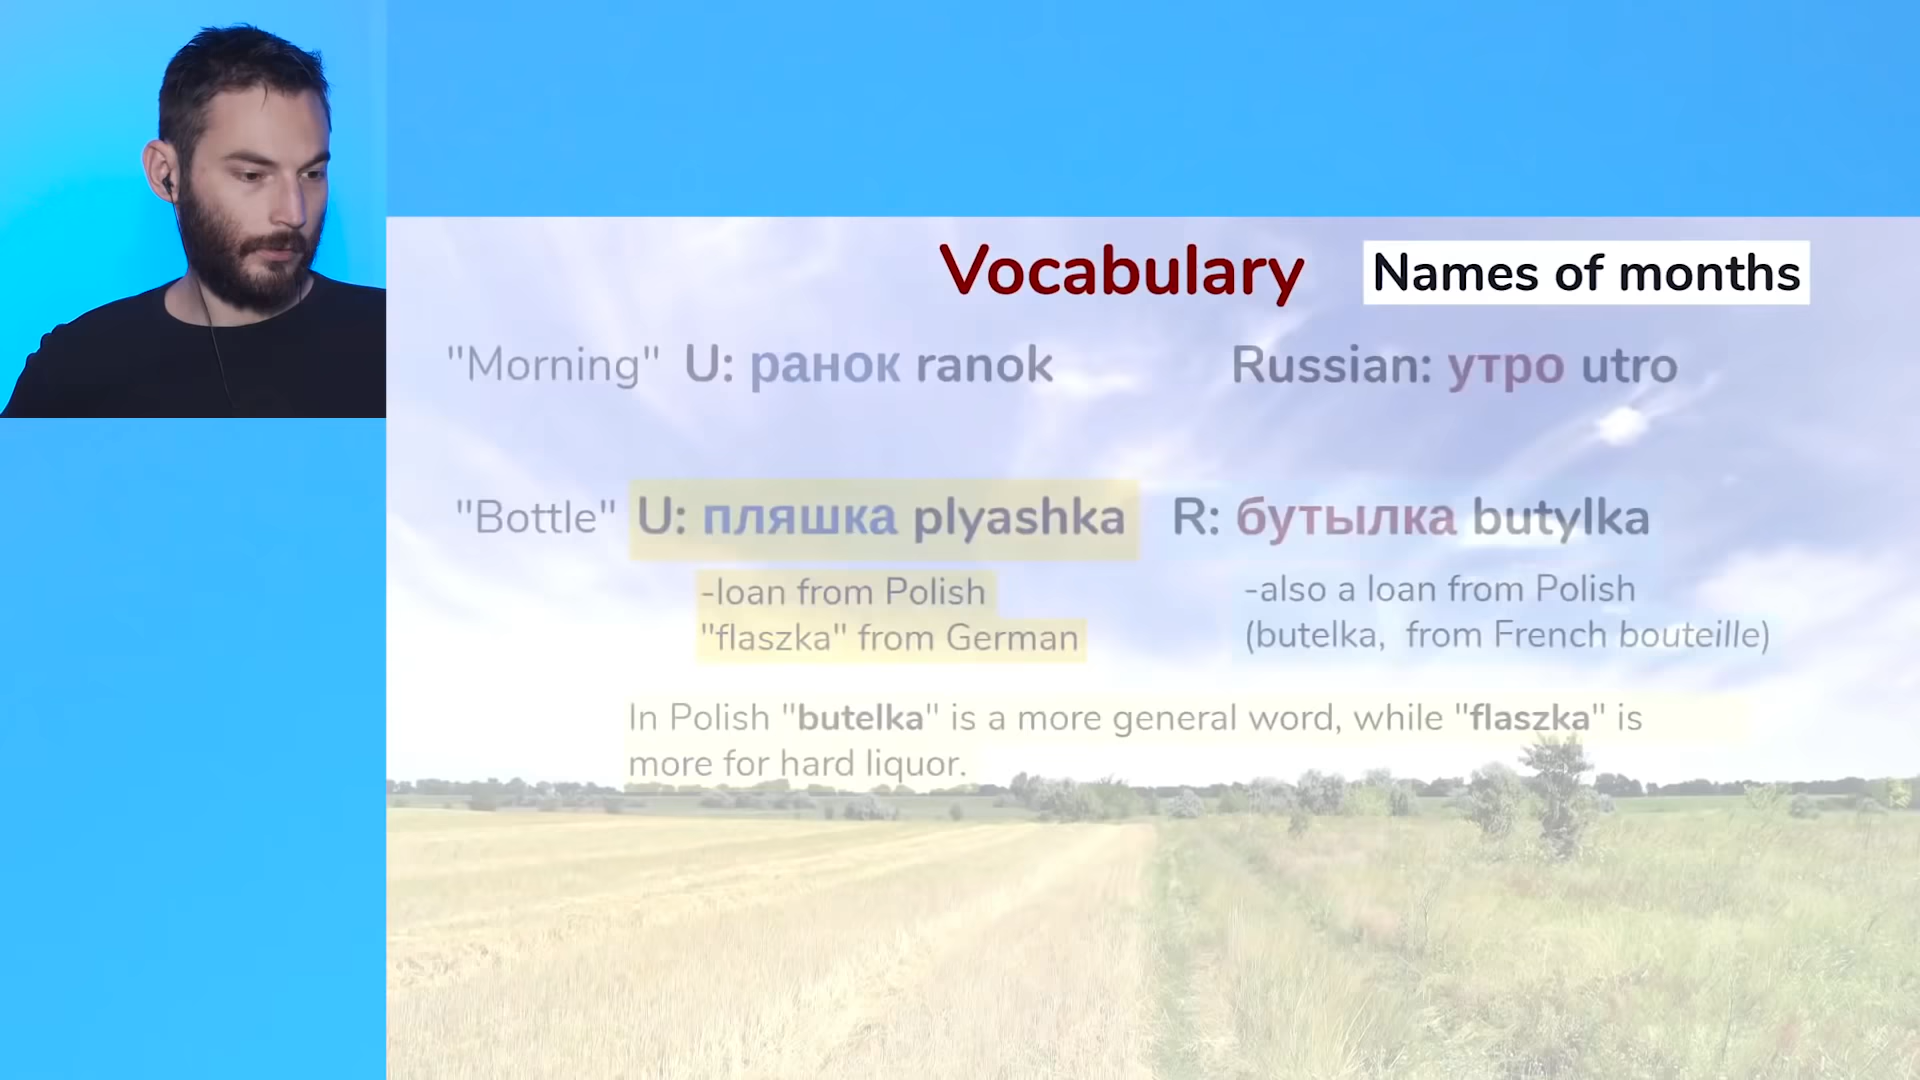 Vocabulary Names of months
"Morning" U: ранок ranok Russian: утро utro
"Bottle" U: пляшка plyashka R: бутылка butylka
-loan from Polish
"flaszka" from German
-also a loan from Polish
(butelka, from French bouteille)
In Polish "butelka" is a more general word, while "flaszka" is
more for hard liquor.